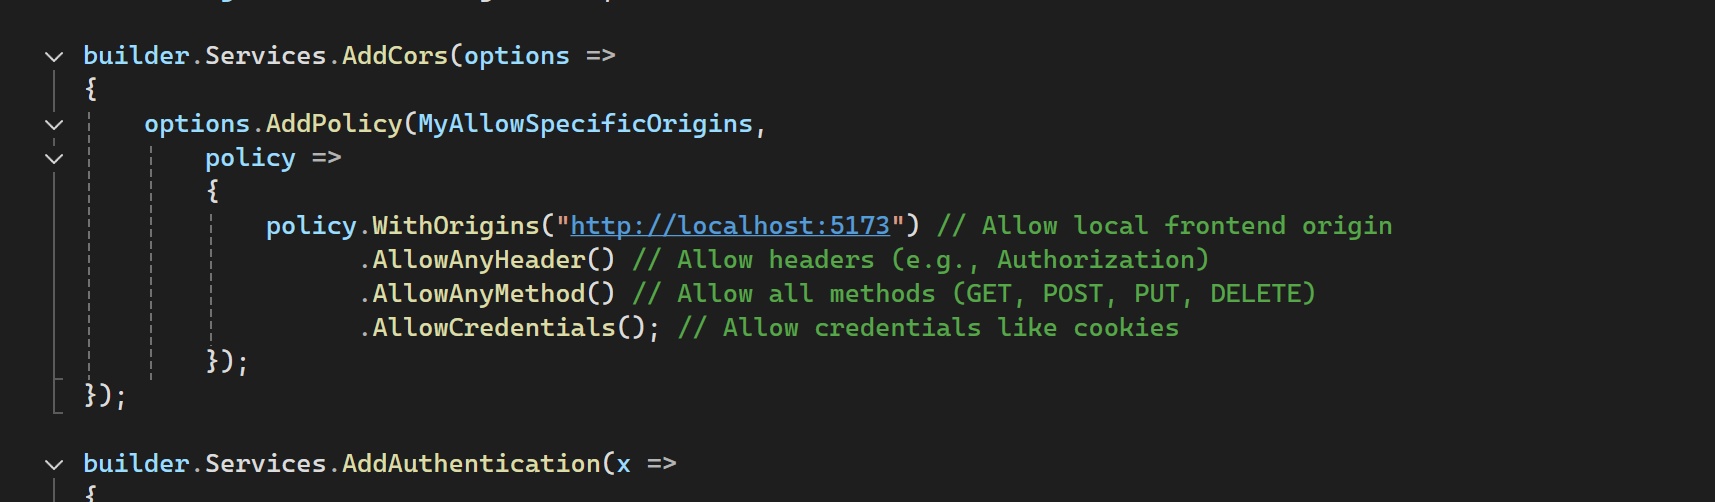 builder.Services.AddCors(options =>
{
options.AddPolicy(MyAllowSpecificOrigins,
policy =>
{
policy.WithOrigins("http://localhost:5173") // Allow local frontend origin
.AllowAnyHeader() // Allow headers (e.g., Authorization)
.AllowAnyMethod() // Allow all methods (GET, POST, PUT, DELETE)
.AllowCredentials(); // Allow credentials like cookies
});
});
builder.Services.AddAuthentication(x =>
{